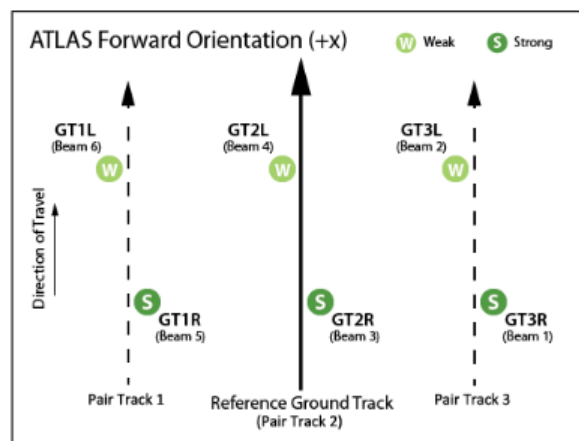 ATLAS Forward Orientation (+x)
W Weak
S Strong
GT1L
(Beam 6)
W
GT2L
(Beam 4)
W
GT3L
(Beam 2)
W
Direction of Travel
S
GT1R
(Beam 5)
S
GT2R
(Beam 3)
S
GT3R
(Beam 1)
Pair Track 1
Reference Ground Track
(Pair Track 2)
Pair Track 3